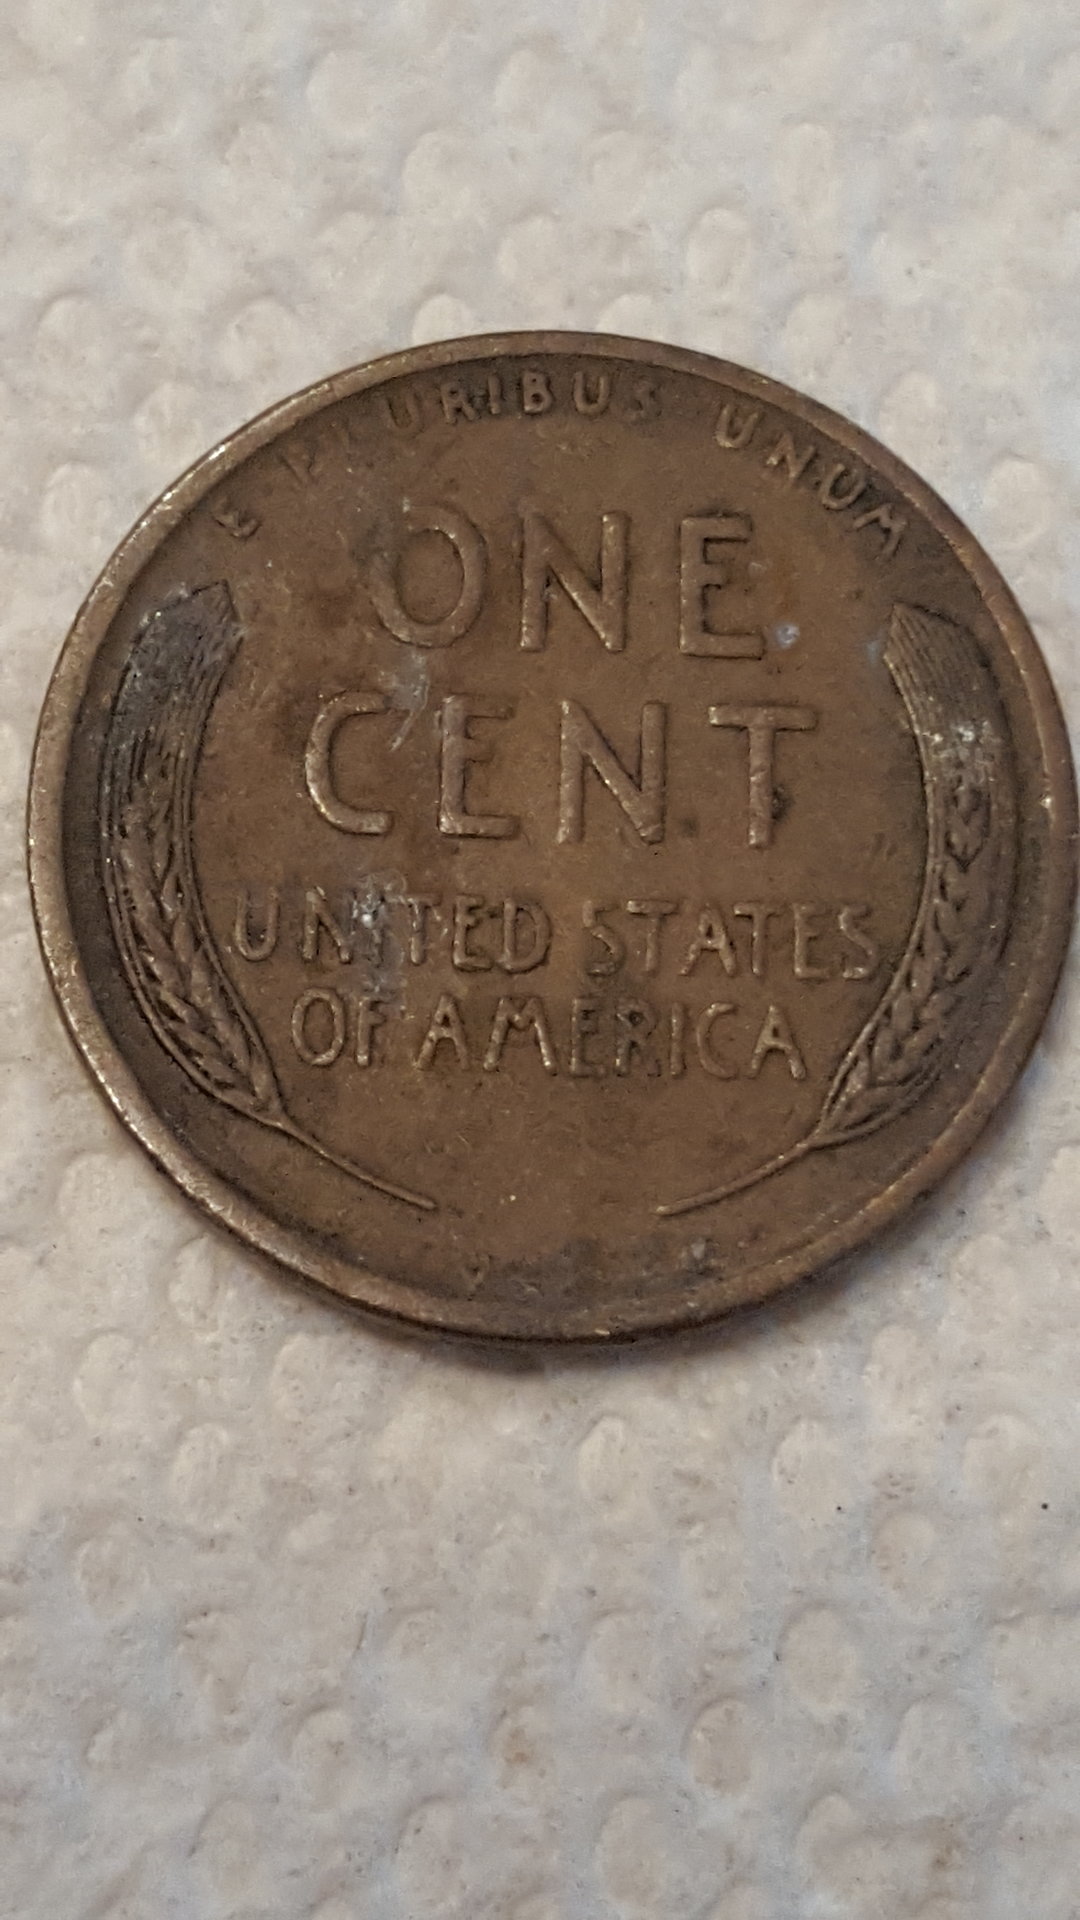 E PLURIBUS UNUM
ONE
CENT
UNITED STATES
OF AMERICA